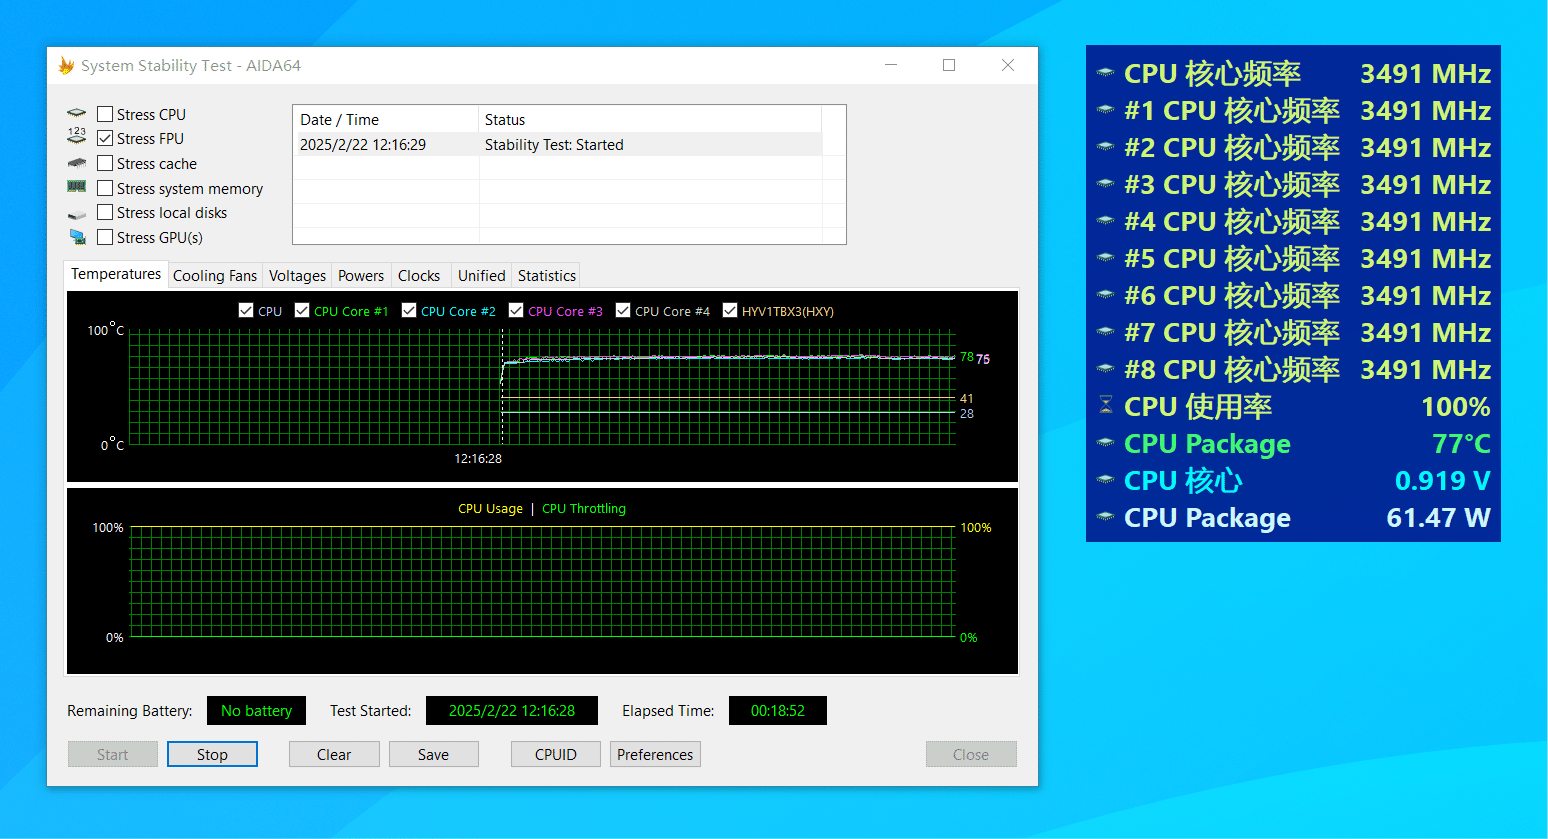 System Stability Test - AIDA64
Stress CPU
123
Stress FPU
Stress cache
Stress system memory
Stress local disks
Stress GPU(s)
Date / Time Status
2025/2/22 12:16:29 Stability Test: Started
Temperatures Cooling Fans Voltages Powers Clocks Unified Statistics
CPU CPU Core #1 CPU Core #2 CPU Core #3 CPU Core #4 HYV1TBX3(HXY)
100°C
78 75
41
28
0°C
12:16:28
CPU Usage | CPU Throttling
100% 100%
0% 0%
Remaining Battery: No battery Test Started: 2025/2/22 12:16:28 Elapsed Time: 00:18:52
Start Stop Clear Save CPUID Preferences Close
CPU 核心频率 3491 MHz
#1 CPU 核心频率 3491 MHz
#2 CPU 核心频率 3491 MHz
#3 CPU 核心频率 3491 MHz
#4 CPU 核心频率 3491 MHz
#5 CPU 核心频率 3491 MHz
#6 CPU 核心频率 3491 MHz
#7 CPU 核心频率 3491 MHz
#8 CPU 核心频率 3491 MHz
CPU 使用率 100%
CPU Package 77°C
CPU 核心 0.919 V
CPU Package 61.47 W